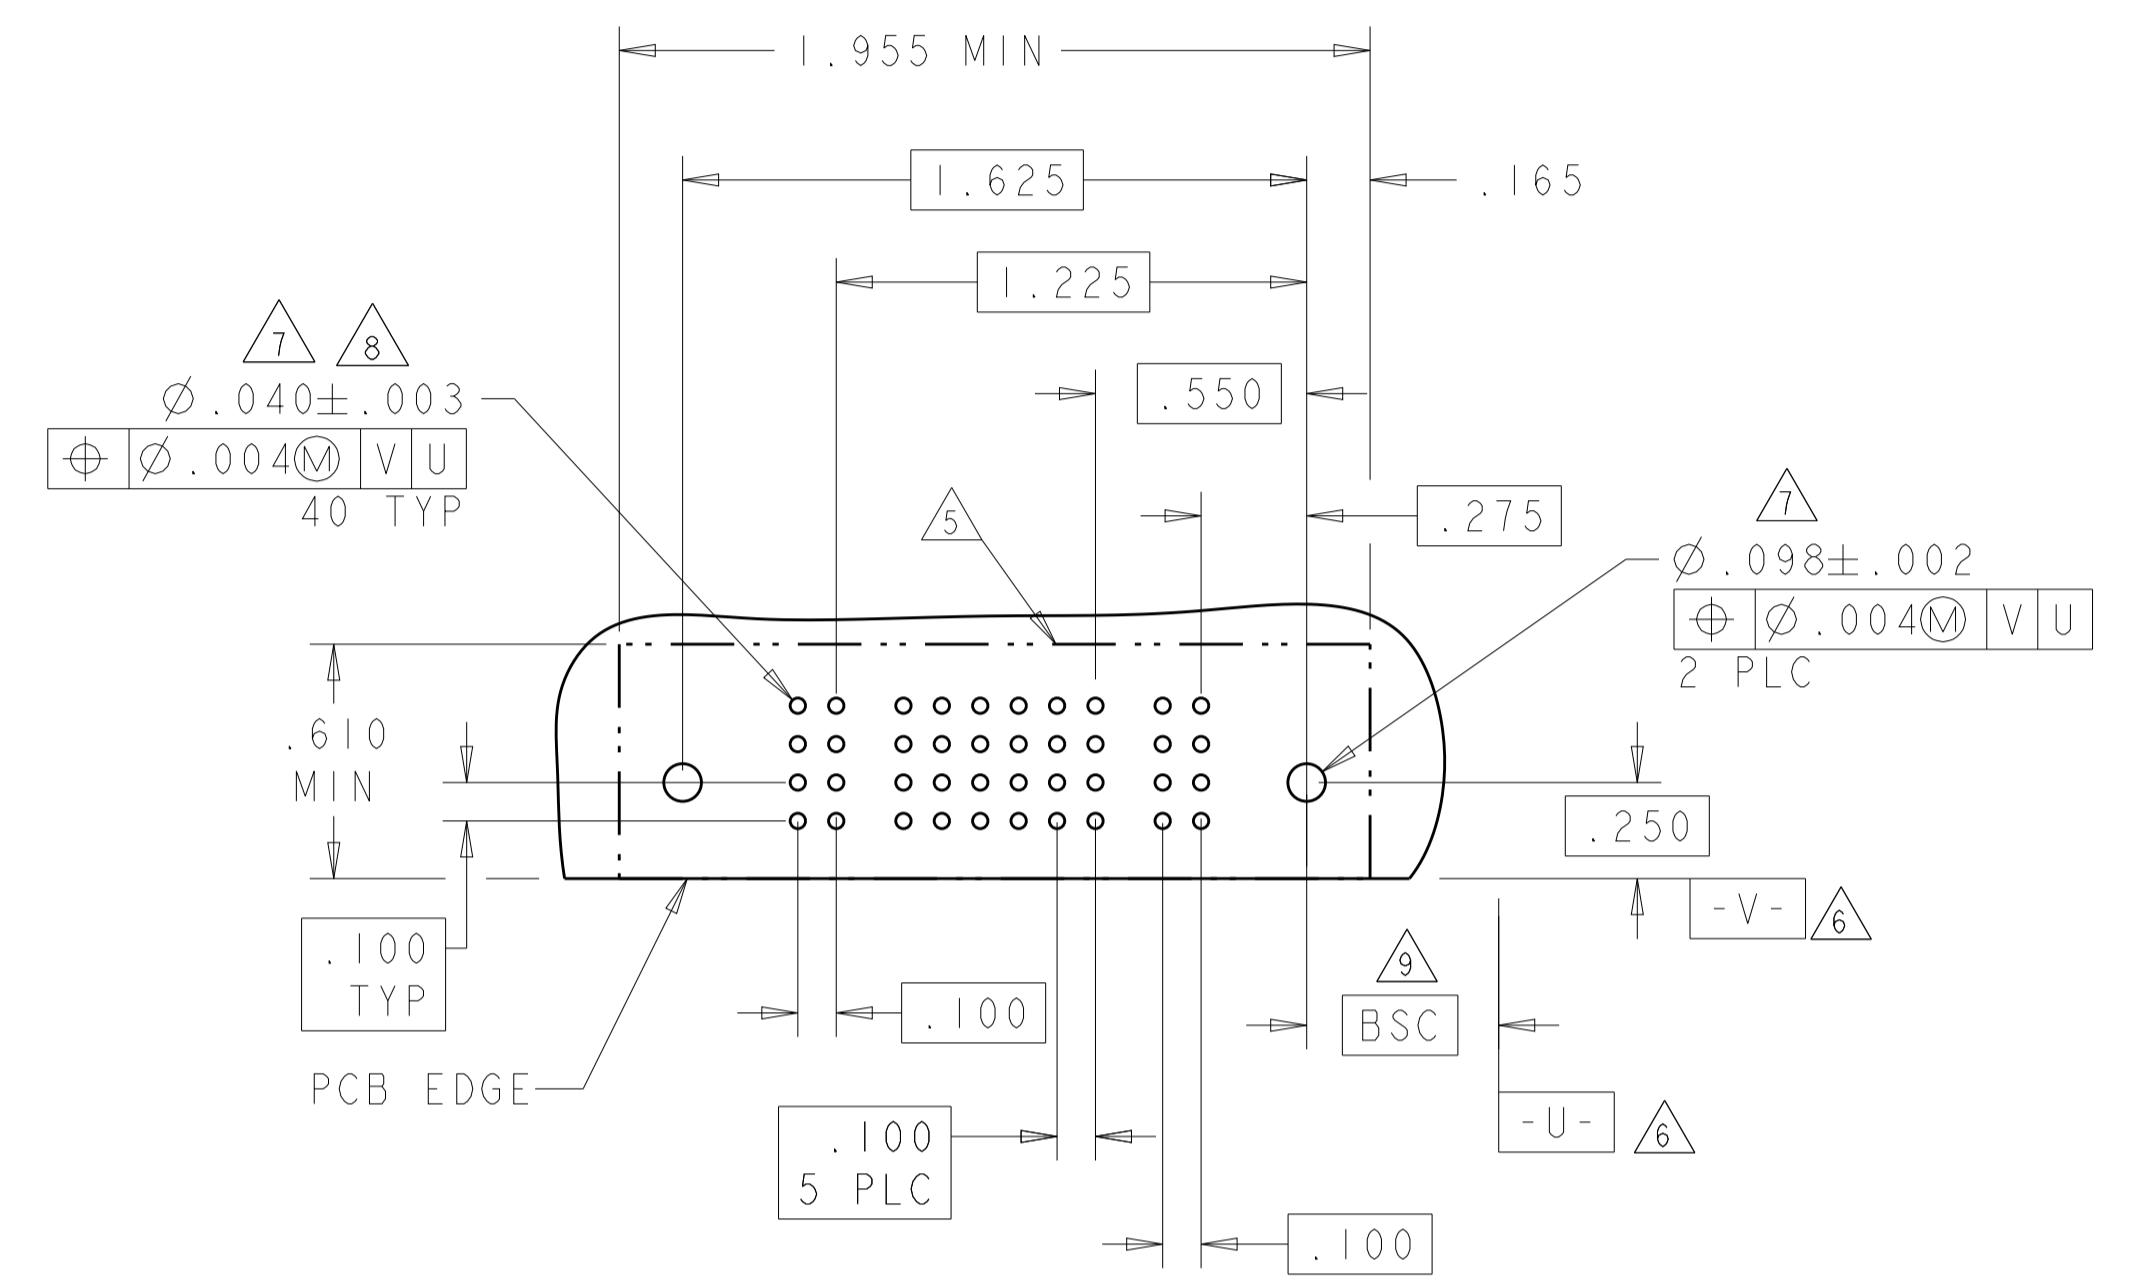 1.955 MIN
1.625
.165
1.225
7 8
Ø.040±.003
⌖ Ø.004Ⓜ V U
40 TYP
.550
5
.275
7
Ø.098±.002
⌖ Ø.004Ⓜ V U
2 PLC
.610
MIN
.250
-V- 6
.100
TYP
.100
9
BSC
PCB EDGE
-U- 6
.100
5 PLC
.100